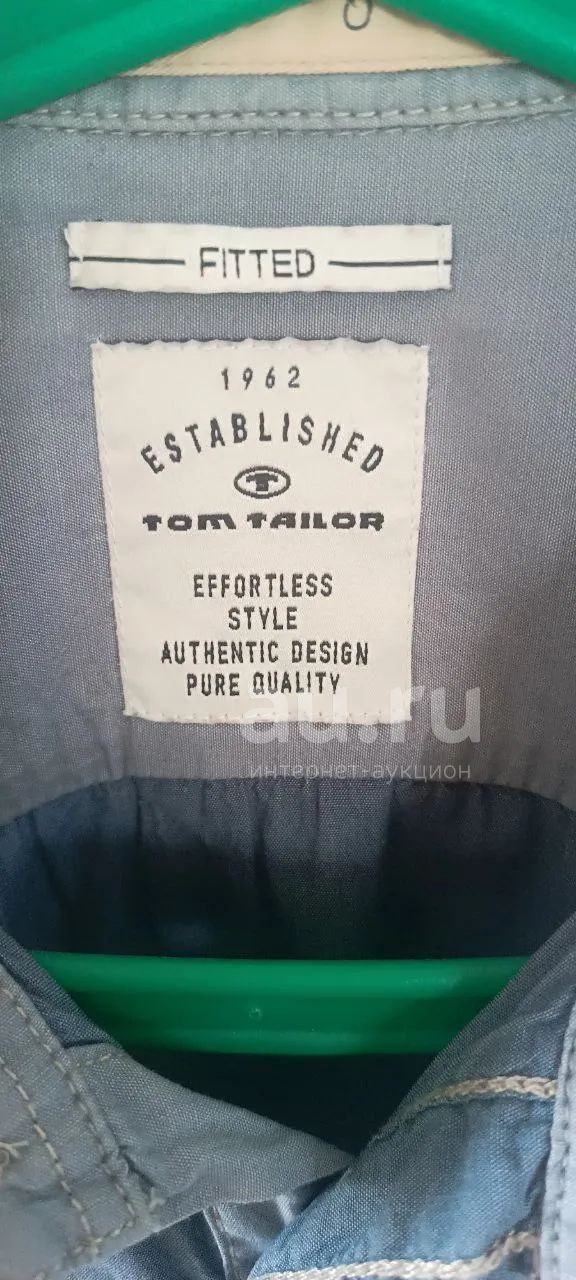 FITTED
1962
ESTABLISHED
TOM TAILOR
EFFORTLESS
STYLE
AUTHENTIC DESIGN
PURE QUALITY
au.ru
интернет-аукцион